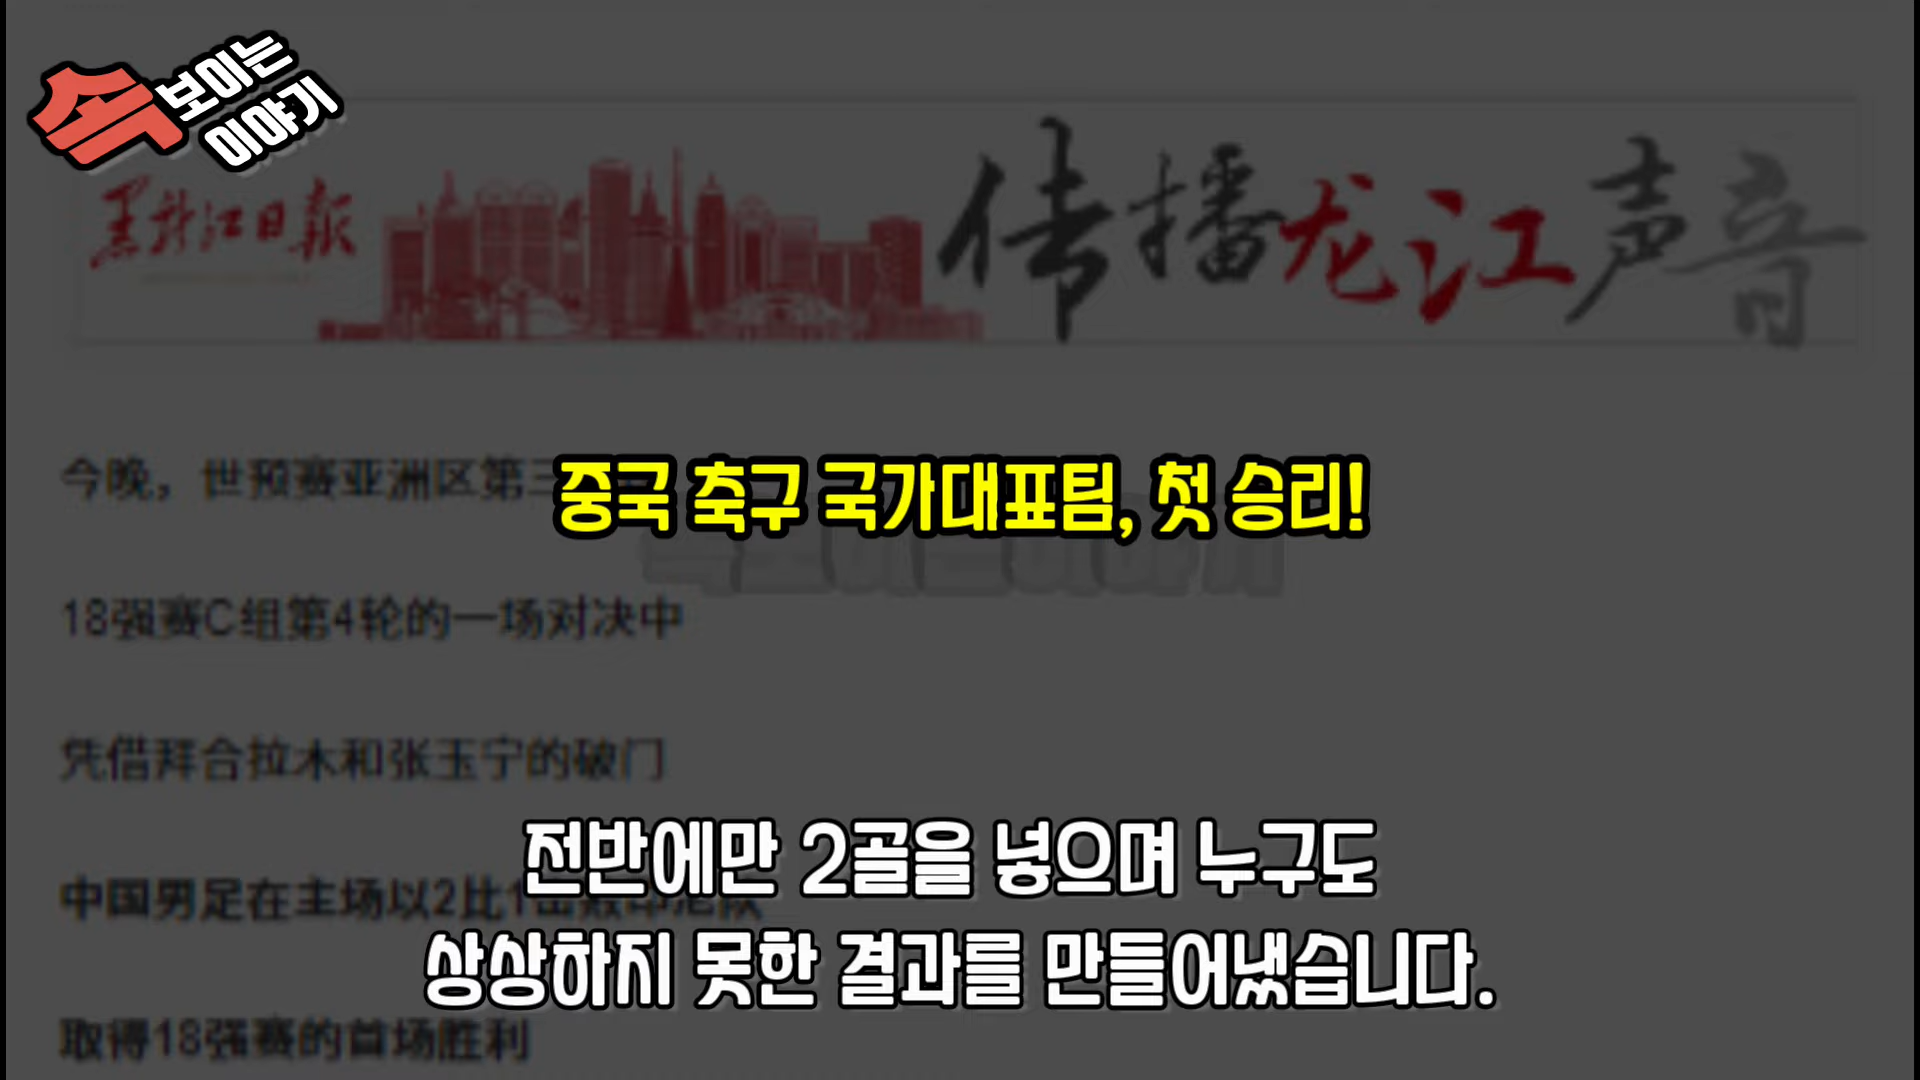 속
보이는
이야기
黑龙江日报
传播龙江声音
今晚，世预赛亚洲区第三
중국 축구 국가대표팀, 첫 승리!
18强赛C组第4轮的一场对决中
凭借拜合拉木和张玉宁的破门
전반에만 2골을 넣으며 누구도
中国男足在主场以2比1击败印尼队
상상하지 못한 결과를 만들어냈습니다.
取得18强赛的首场胜利